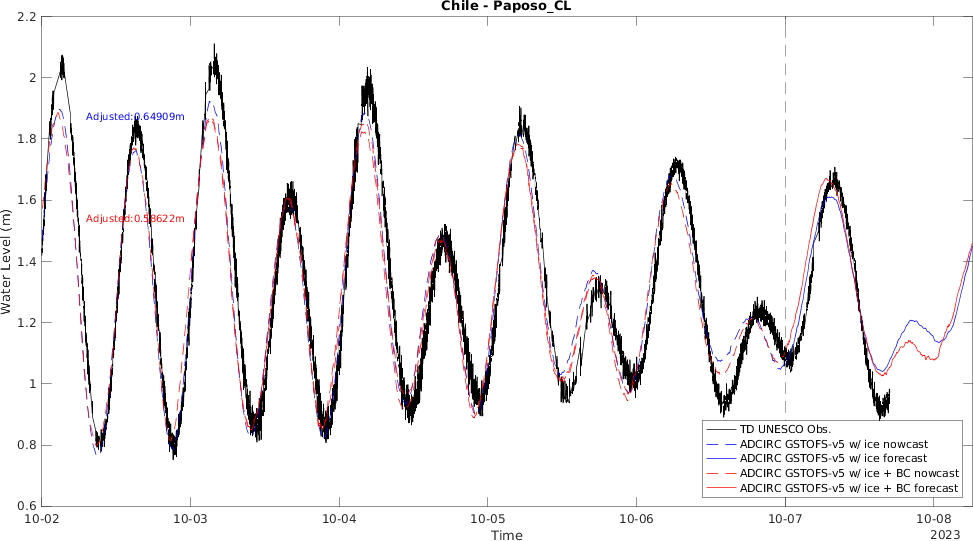 Chile - Paposo_CL
2.2
2
1.8
1.6
1.4
1.2
1
0.8
0.6
Water Level (m)
Adjusted:0.64909m
Adjusted:0.58622m
TD UNESCO Obs.
ADCIRC GSTOFS-v5 w/ ice nowcast
ADCIRC GSTOFS-v5 w/ ice forecast
ADCIRC GSTOFS-v5 w/ ice + BC nowcast
ADCIRC GSTOFS-v5 w/ ice + BC forecast
10-02 10-03 10-04 10-05 10-06 10-07 10-08
Time
2023